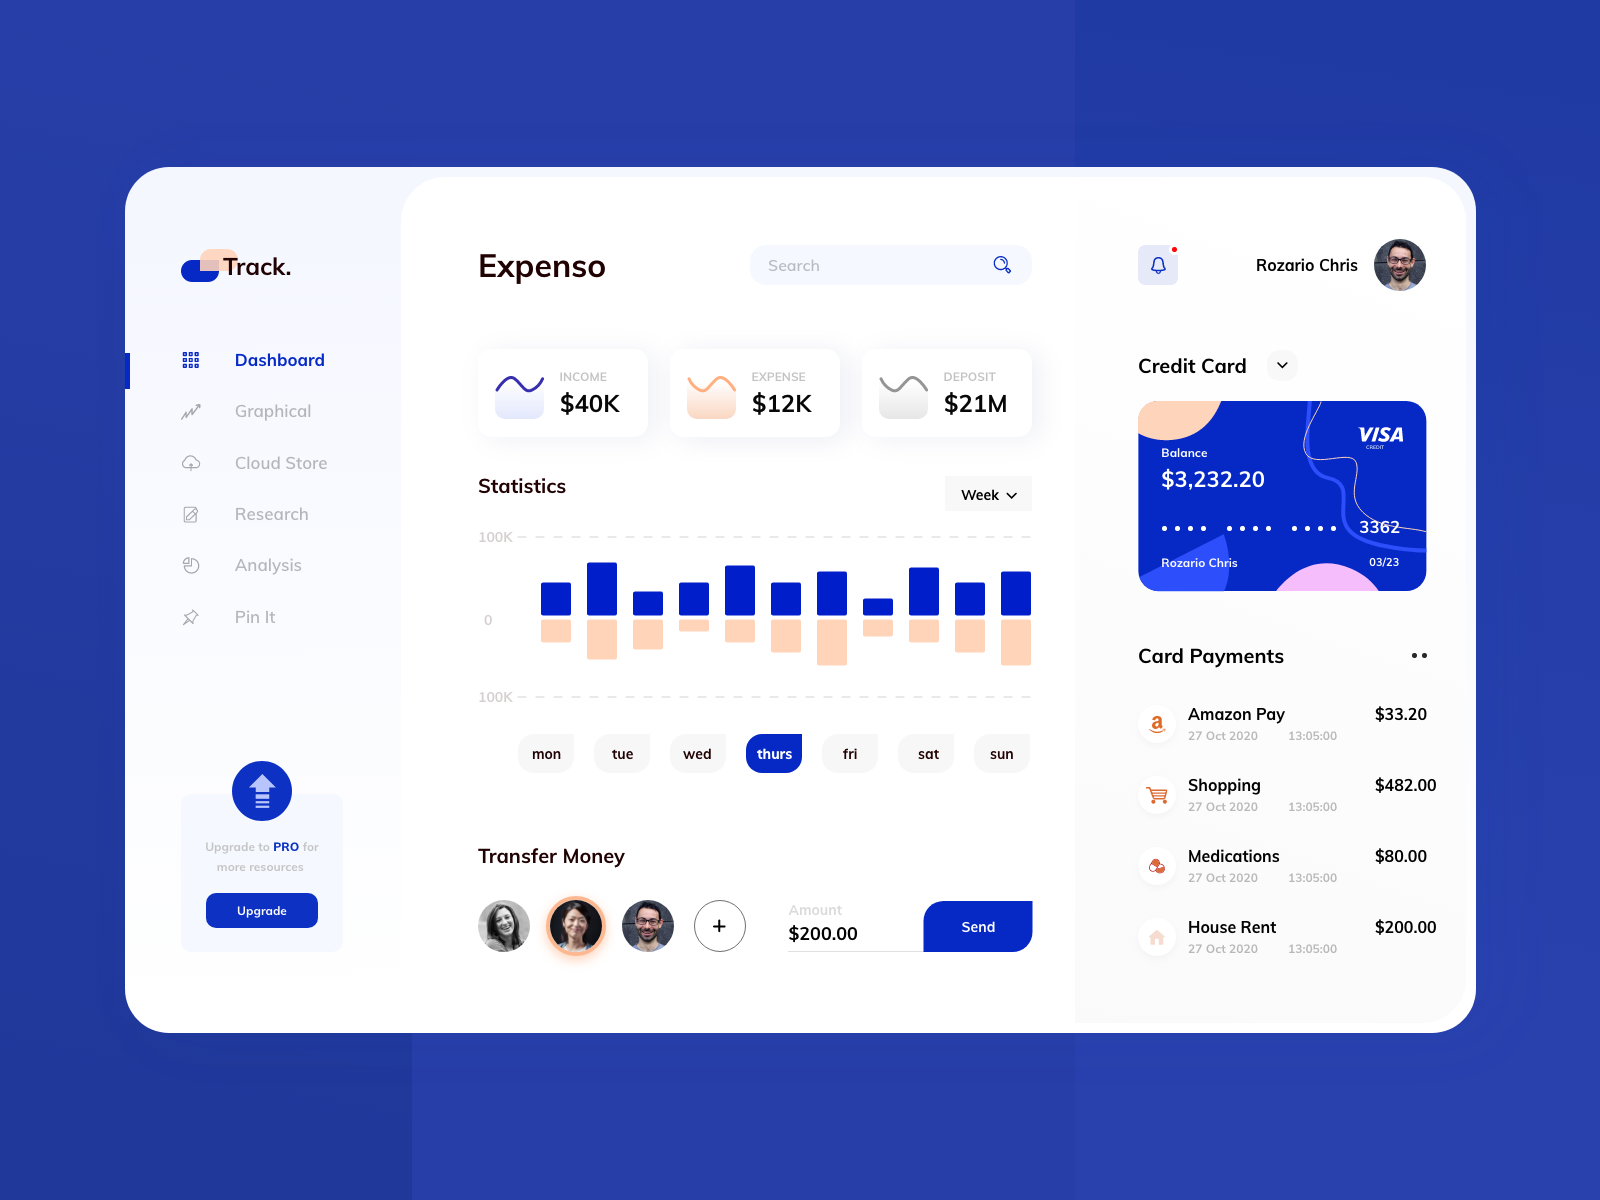 Track.
Dashboard
Graphical
Cloud Store
Research
Analysis
Pin It
Upgrade to PRO for
more resources
Upgrade
Expenso
Search
INCOME
$40K
EXPENSE
$12K
DEPOSIT
$21M
Statistics
Week
100K
0
100K
mon
tue
wed
thurs
fri
sat
sun
Transfer Money
Amount
$200.00
Send
Rozario Chris
Credit Card
VISA
CREDIT
Balance
$3,232.20
3362
Rozario Chris
03/23
Card Payments
a
Amazon Pay
$33.20
27 Oct 2020
13:05:00
Shopping
$482.00
27 Oct 2020
13:05:00
Medications
$80.00
27 Oct 2020
13:05:00
House Rent
$200.00
27 Oct 2020
13:05:00